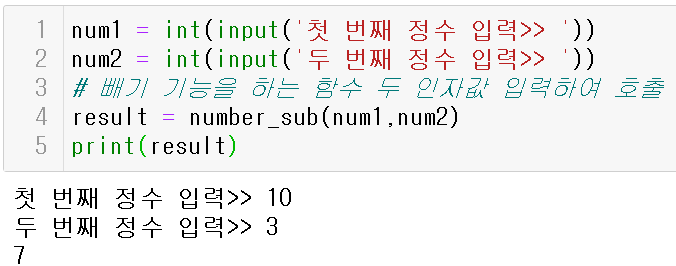 1 num1 = int(input('첫 번째 정수 입력>> '))
2 num2 = int(input('두 번째 정수 입력>> '))
3 # 빼기 기능을 하는 함수 두 인자값 입력하여 호출
4 result = number_sub(num1,num2)
5 print(result)
첫 번째 정수 입력>> 10
두 번째 정수 입력>> 3
7